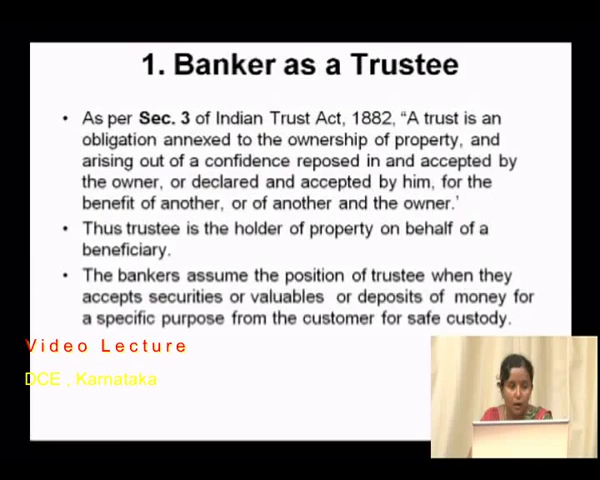 1. Banker as a Trustee
• As per Sec. 3 of Indian Trust Act, 1882, “A trust is an
obligation annexed to the ownership of property, and
arising out of a confidence reposed in and accepted by
the owner, or declared and accepted by him, for the
benefit of another, or of another and the owner.’
• Thus trustee is the holder of property on behalf of a
beneficiary.
• The bankers assume the position of trustee when they
accepts securities or valuables or deposits of money for
a specific purpose from the customer for safe custody.
Video Lecture
DCE , Karnataka